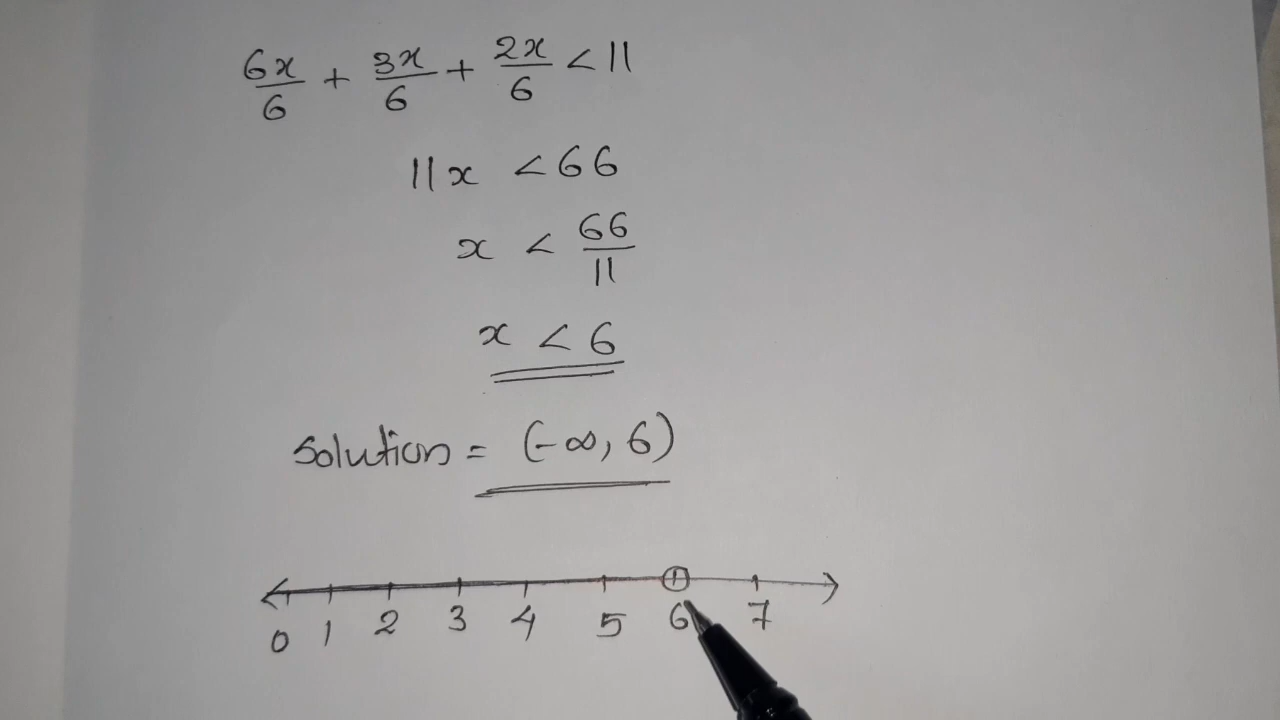 6x/6 + 3x/6 + 2x/6 < 11
11x < 66
x < 66/11
x < 6
Solution = (-∞, 6)
0 1 2 3 4 5 6 7